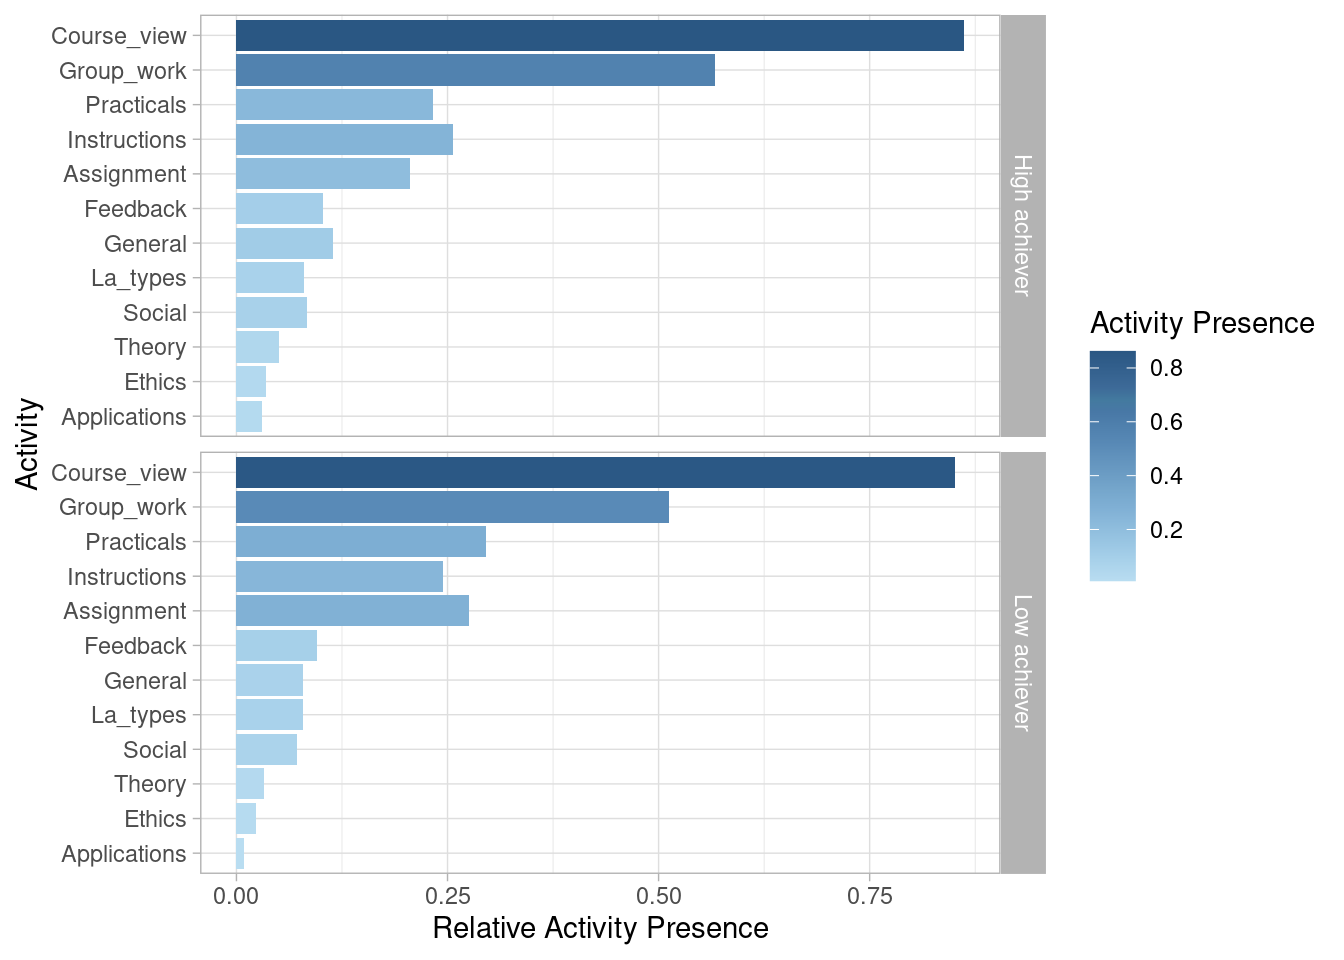 Course_view
Group_work
Practicals
Instructions
Assignment
Feedback
General
La_types
Social
Theory
Ethics
Applications
High achiever
Course_view
Group_work
Practicals
Instructions
Assignment
Feedback
General
La_types
Social
Theory
Ethics
Applications
Low achiever
0.00 0.25 0.50 0.75
Relative Activity Presence
Activity
Activity Presence
0.8
0.6
0.4
0.2